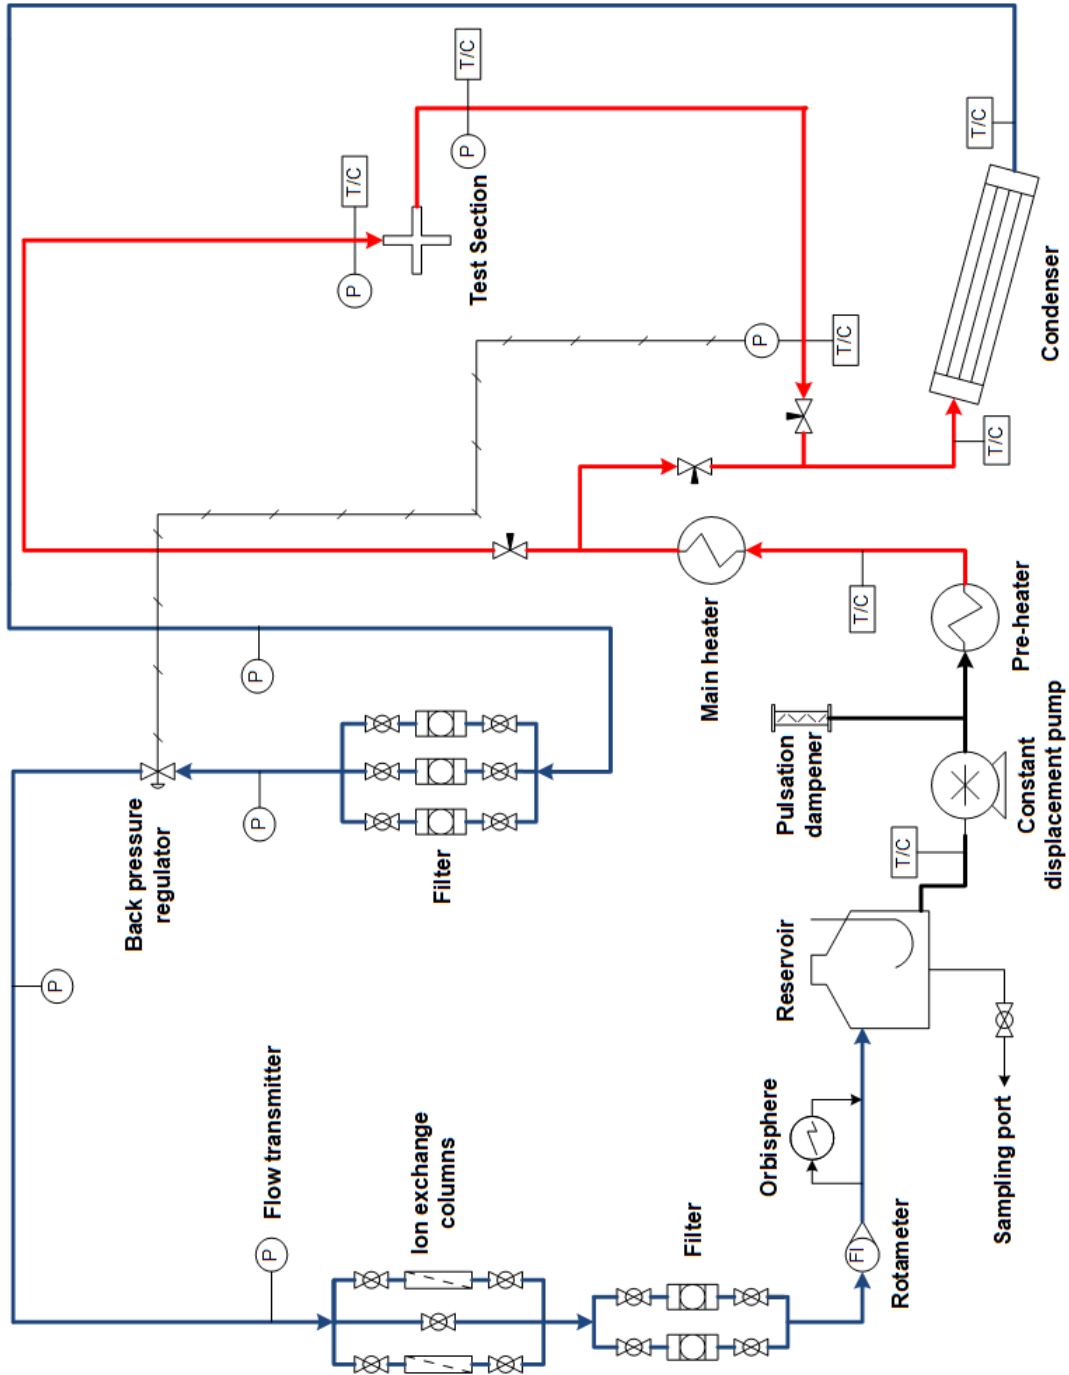 P
Back pressure
regulator
P
Flow transmitter
P
P
P
T/C
Ion exchange
columns
Filter
P
T/C
Test Section
Filter
Main heater
P
Orbisphere
Reservoir
Pulsation
dampener
T/C
FI
T/C
Rotameter
T/C
T/C
T/C
Sampling port
Pre-heater
Constant
displacement pump
Condenser